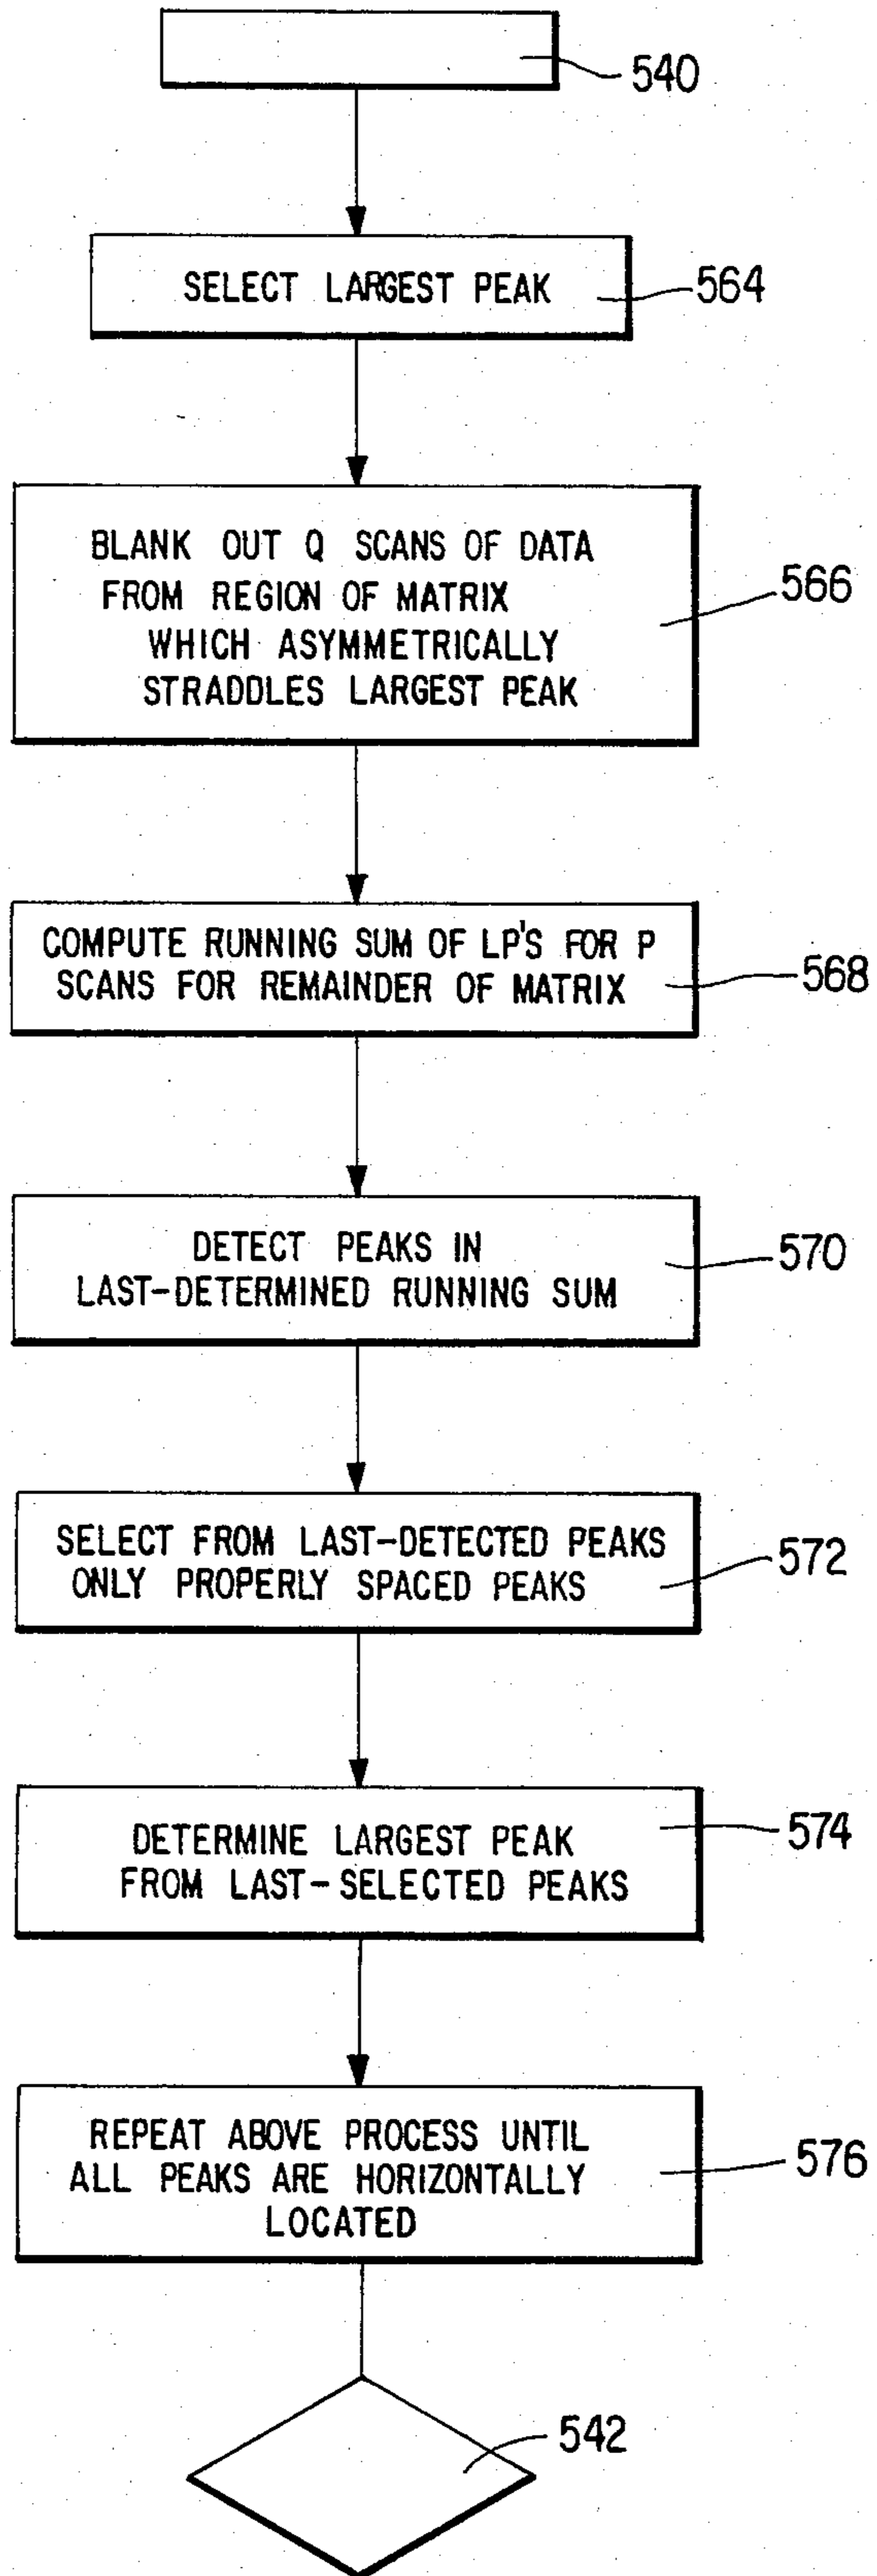 540
SELECT LARGEST PEAK
564
BLANK OUT Q SCANS OF DATA
FROM REGION OF MATRIX
WHICH ASYMMETRICALLY
STRADDLES LARGEST PEAK
566
COMPUTE RUNNING SUM OF LP'S FOR P
SCANS FOR REMAINDER OF MATRIX
568
DETECT PEAKS IN
LAST-DETERMINED RUNNING SUM
570
SELECT FROM LAST-DETECTED PEAKS
ONLY PROPERLY SPACED PEAKS
572
DETERMINE LARGEST PEAK
FROM LAST-SELECTED PEAKS
574
REPEAT ABOVE PROCESS UNTIL
ALL PEAKS ARE HORIZONTALLY
LOCATED
576
542